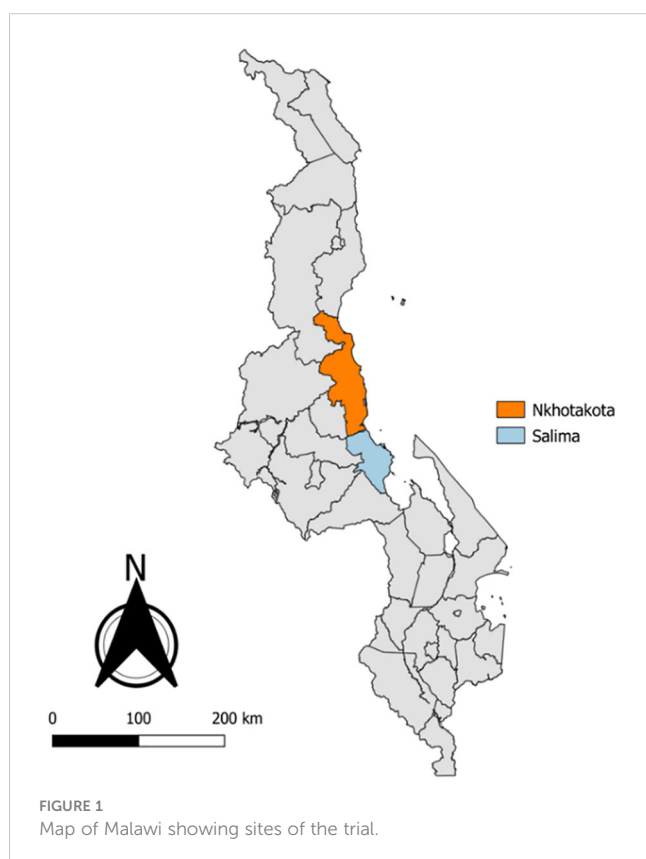 Nkhotakota
Salima
N
0 100 200 km
FIGURE 1
Map of Malawi showing sites of the trial.